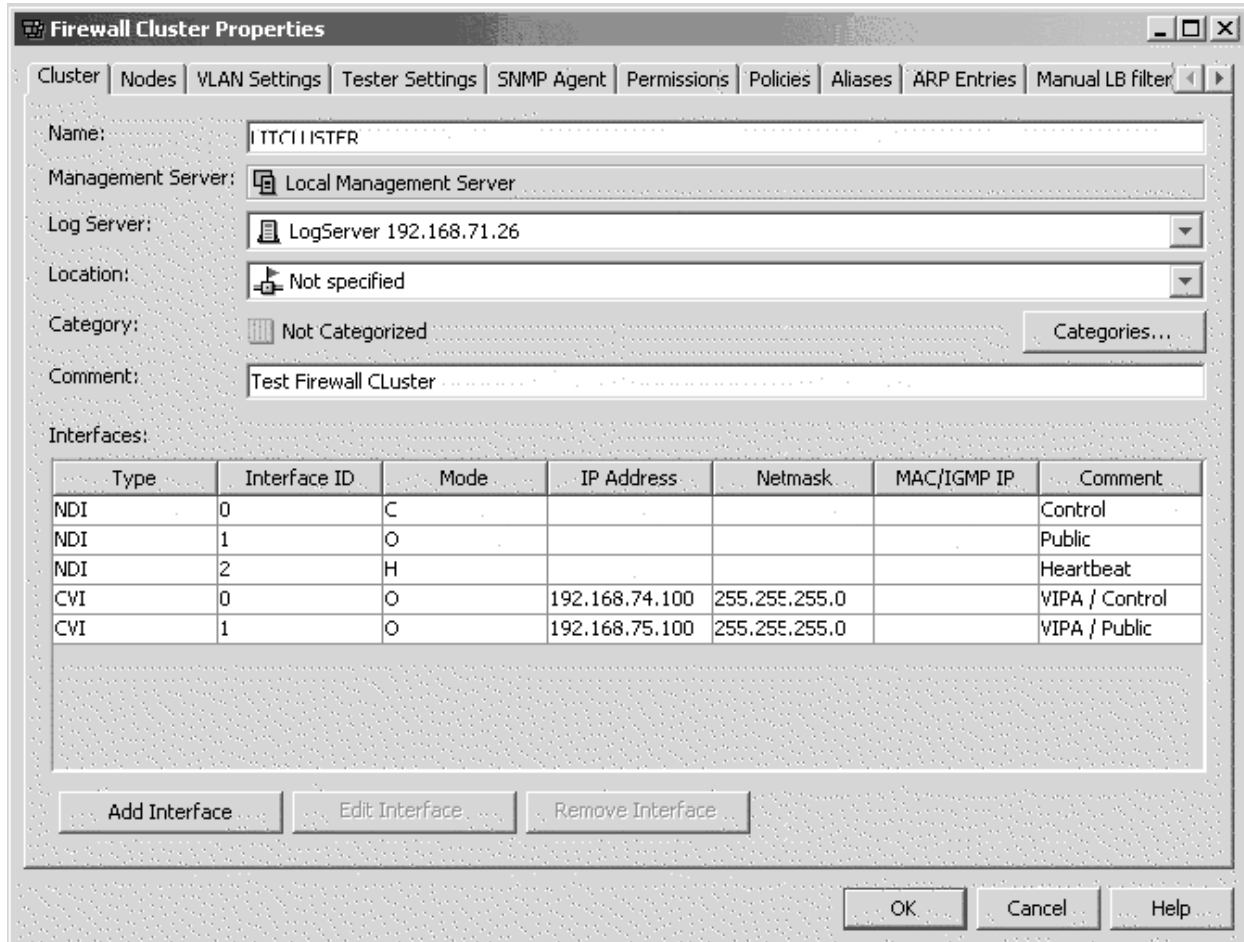 Firewall Cluster Properties
Cluster Nodes VLAN Settings Tester Settings SNMP Agent Permissions Policies Aliases ARP Entries Manual LB filter
Name:
Management Server: Local Management Server
Log Server: LogServer 192.168.71.26
Location: Not specified
Category: Not Categorized Categories...
Comment: Test Firewall CLuster
Interfaces:
Type Interface ID Mode IP Address Netmask MAC/IGMP IP Comment
NDI 0 C Control
NDI 1 O Public
NDI 2 H Heartbeat
CVI 0 O 192.168.74.100 255.255.255.0 VIPA / Control
CVI 1 O 192.168.75.100 255.255.255.0 VIPA / Public
Add Interface Edit Interface Remove Interface
OK Cancel Help